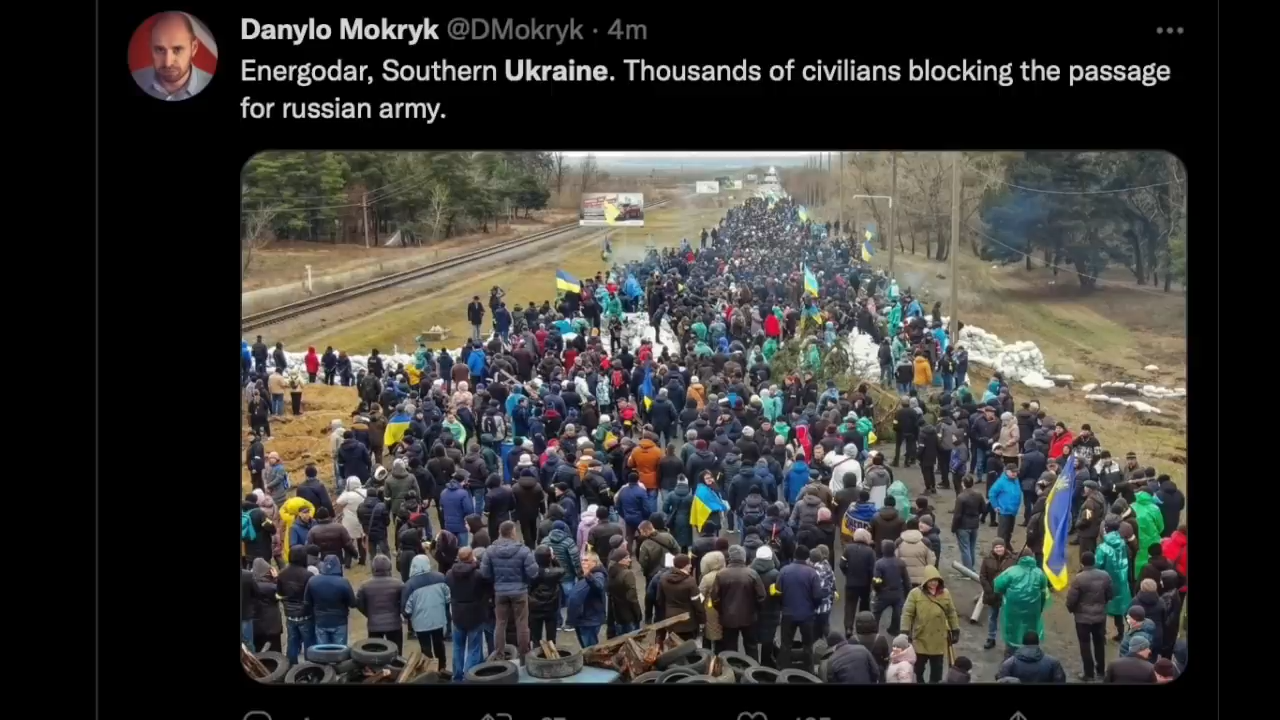 Danylo Mokryk @DMokryk · 4m
Energodar, Southern Ukraine. Thousands of civilians blocking the passage
for russian army.